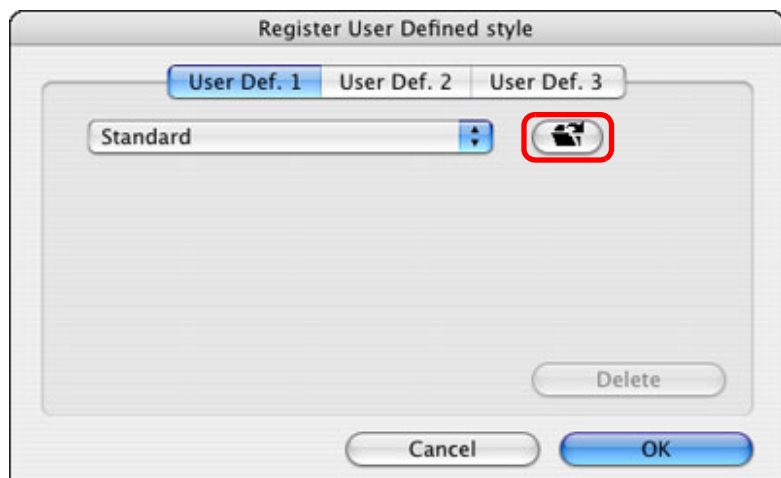 Register User Defined style
User Def. 1 User Def. 2 User Def. 3
Standard
Delete
Cancel OK